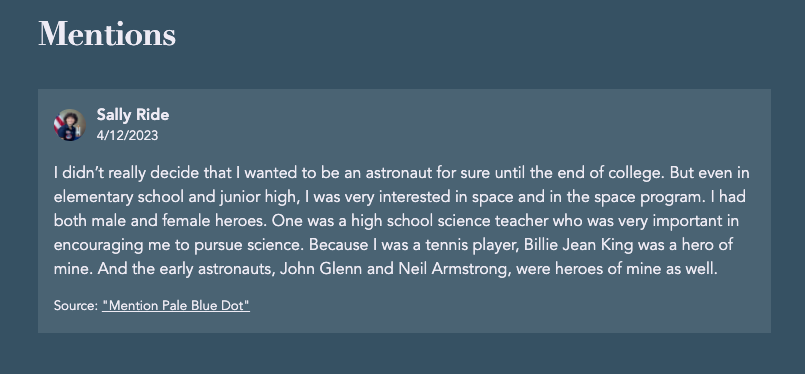 Mentions
Sally Ride
4/12/2023
I didn’t really decide that I wanted to be an astronaut for sure until the end of college. But even in
elementary school and junior high, I was very interested in space and in the space program. I had
both male and female heroes. One was a high school science teacher who was very important in
encouraging me to pursue science. Because I was a tennis player, Billie Jean King was a hero of
mine. And the early astronauts, John Glenn and Neil Armstrong, were heroes of mine as well.
Source: "Mention Pale Blue Dot"